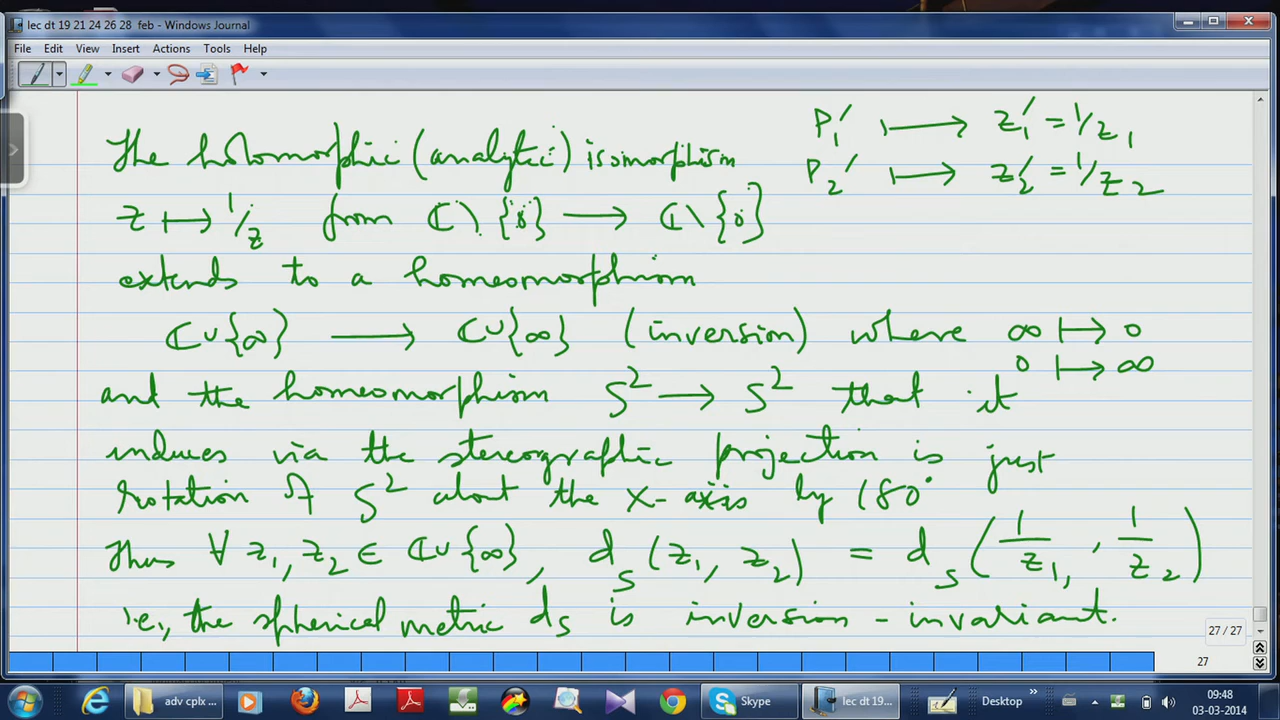 lec dt 19 21 24 26 28 feb - Windows Journal
File Edit View Insert Actions Tools Help
P₁′ ⟼ z₁′ = 1/z₁
The holomorphic (analytic) isomorphism
P₂′ ⟼ z₂′ = 1/z₂
z ⟼ 1/z from ℂ\{0} ⟶ ℂ\{0}
extends to a homeomorphism
ℂ∪{∞} ⟶ ℂ∪{∞} (inversion) where ∞ ⟼ 0
0 ⟼ ∞
and the homeomorphism S² ⟶ S² that it
induces via the stereographic projection is just
rotation of S² about the X-axis by 180°
Thus ∀ z₁, z₂ ∈ ℂ∪{∞}, d_S(z₁, z₂) = d_S(1/z₁, 1/z₂)
i.e., the spherical metric d_S is inversion-invariant.
27 / 27
27
adv cplx ...
Skype
lec dt 19...
Desktop
09:48
03-03-2014